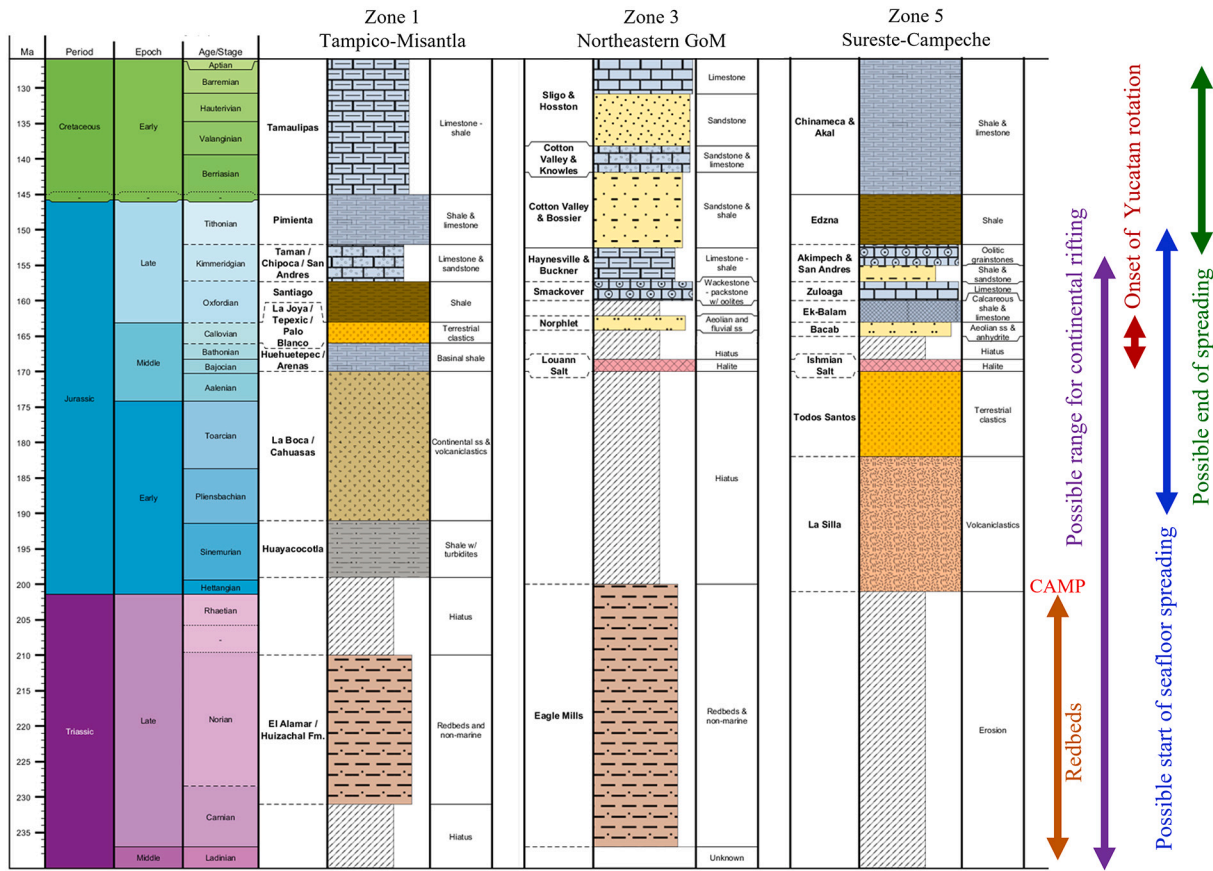 Zone 1
Tampico-Misantla
Zone 3
Northeastern GoM
Zone 5
Sureste-Campeche
Ma
Period
Epoch
Age/Stage
130
135
140
145
150
155
160
165
170
175
180
185
190
195
200
205
210
215
220
225
230
235
Cretaceous
Jurassic
Triassic
Early
Late
Middle
Early
Late
Middle
Aptian
Barremian
Hauterivian
Valanginian
Berriasian
-
-
-
Tithonian
Kimmeridgian
Oxfordian
Callovian
Bathonian
Bajocian
Aalenian
Toarcian
Pliensbachian
Sinemurian
Hettangian
Rhaetian
-
Norian
Carnian
Ladinian
Tamaulipas
Pimienta
Taman /
Chipoca / San
Andres
Santiago
La Joya /
Tepexic /
Palo
Blanco
Huehuetepec /
Arenas
La Boca /
Cahuasas
Huayacocotla
El Alamar /
Huizachal Fm.
Limestone -
shale
Shale &
limestone
Limestone &
sandstone
Shale
Terrestrial
clastics
Basinal shale
Continental ss &
volcaniclastics
Shale w/
turbidites
Hiatus
Redbeds and
non-marine
Hiatus
Sligo &
Hosston
Cotton
Valley &
Knowles
Cotton Valley
& Bossier
Haynesville &
Buckner
Smackover
Norphlet
Louann
Salt
Eagle Mills
Limestone
Sandstone
Sandstone &
limestone
Sandstone &
shale
Limestone -
shale
Wackestone
- packstone
w/ oolites
Aeolian and
fluvial ss
Hiatus
Halite
Hiatus
Redbeds &
non-marine
Unknown
Chinameca &
Akal
Edzna
Akimpech &
San Andres
Zuloaga
Ek-Balam
Bacab
Ishmian
Salt
Todos Santos
La Silla
Shale &
limestone
Shale
Oolitic
grainstones
Shale &
sandstone
Limestone
Calcareous
shale &
limestone
Aeolian ss &
anhydrite
Hiatus
Halite
Terrestrial
clastics
Volcaniclastics
Erosion
CAMP
Redbeds
Possible range for continental rifting
Onset of Yucatan rotation
Possible start of seafloor spreading
Possible end of spreading